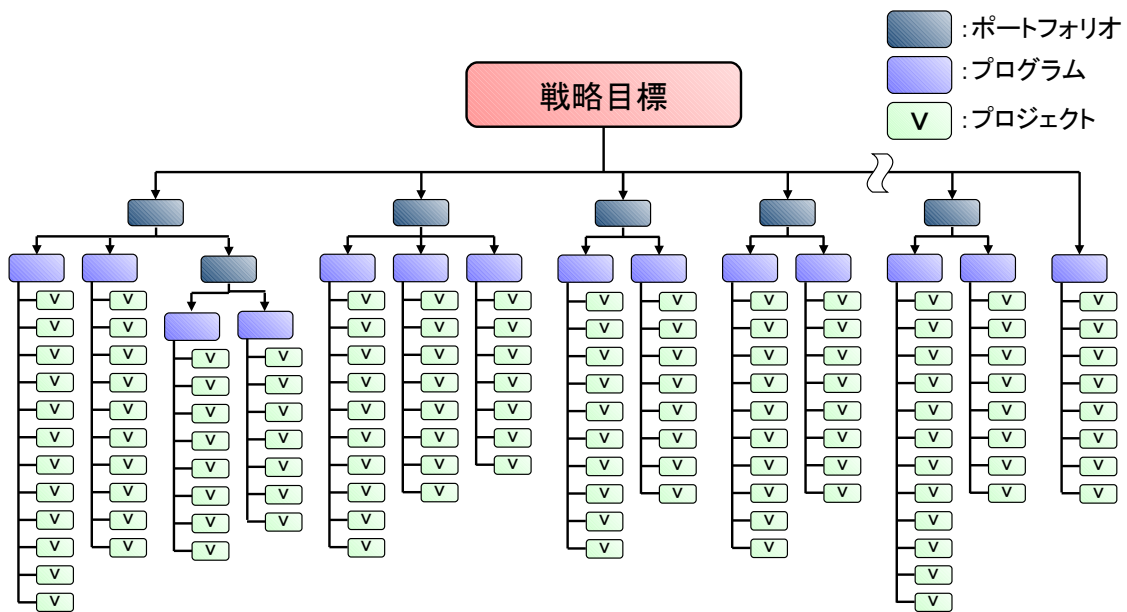 :ポートフォリオ
:プログラム
V :プロジェクト
戦略目標
V V V V V V V V V V V V
V V V V V V V V V V V V
V V V V V V V V V V V V V V
V V V V V V V V V V V V V V
V V V V V V V V V V V V V V
V V V V V V V V V V V V V V
V V V V V V V V V V V V V V
V V V V V V V V V V V V V
V V V V V V V V
V V V V V V V
V V
V V